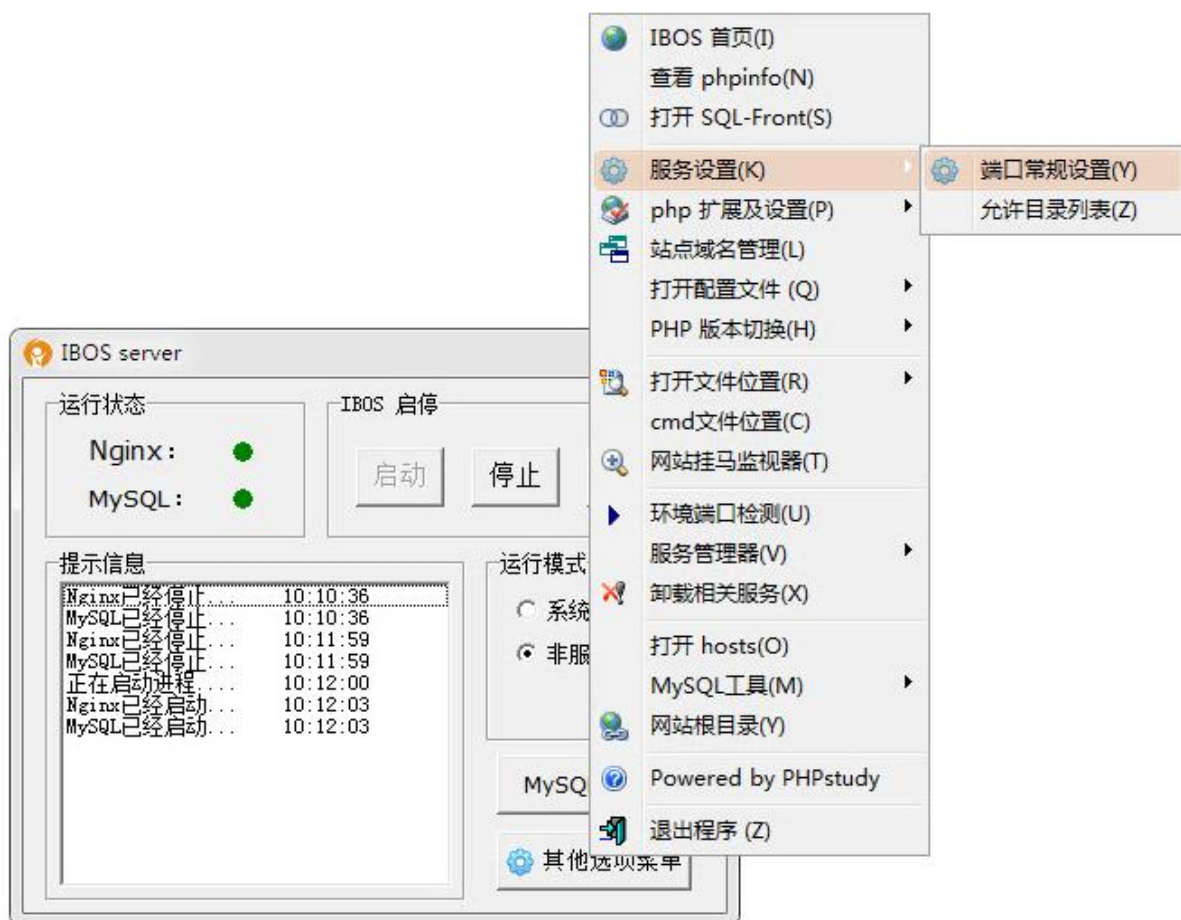 IBOS 首页(I)
查看 phpinfo(N)
打开 SQL-Front(S)
服务设置(K)
端口常规设置(Y)
php 扩展及设置(P)
允许目录列表(Z)
站点域名管理(L)
打开配置文件 (Q)
PHP 版本切换(H)
打开文件位置(R)
cmd文件位置(C)
网站挂马监视器(T)
环境端口检测(U)
服务管理器(V)
卸载相关服务(X)
打开 hosts(O)
MySQL工具(M)
网站根目录(Y)
Powered by PHPstudy
退出程序 (Z)
IBOS server
运行状态
Nginx:
MySQL:
IBOS 启停
启动
停止
提示信息
Nginx已经停止... 10:10:36
MySQL已经停止... 10:10:36
Nginx已经停止... 10:11:59
MySQL已经停止... 10:11:59
正在启动进程.... 10:12:00
Nginx已经启动... 10:12:03
MySQL已经启动... 10:12:03
运行模式
系统
非服
MySQ
其他选项菜单